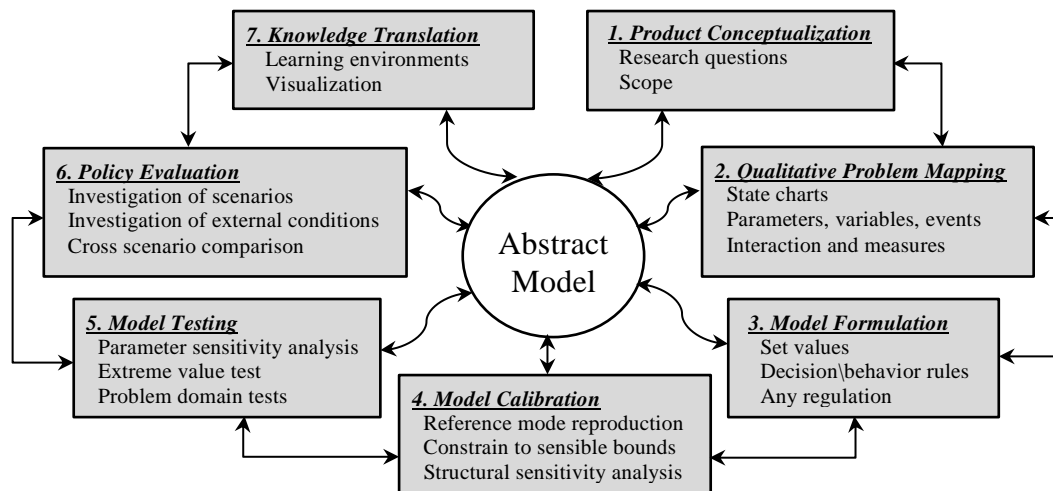 1. Product Conceptualization
Research questions
Scope
2. Qualitative Problem Mapping
State charts
Parameters, variables, events
Interaction and measures
3. Model Formulation
Set values
Decision\behavior rules
Any regulation
4. Model Calibration
Reference mode reproduction
Constrain to sensible bounds
Structural sensitivity analysis
5. Model Testing
Parameter sensitivity analysis
Extreme value test
Problem domain tests
6. Policy Evaluation
Investigation of scenarios
Investigation of external conditions
Cross scenario comparison
7. Knowledge Translation
Learning environments
Visualization
Abstract
Model